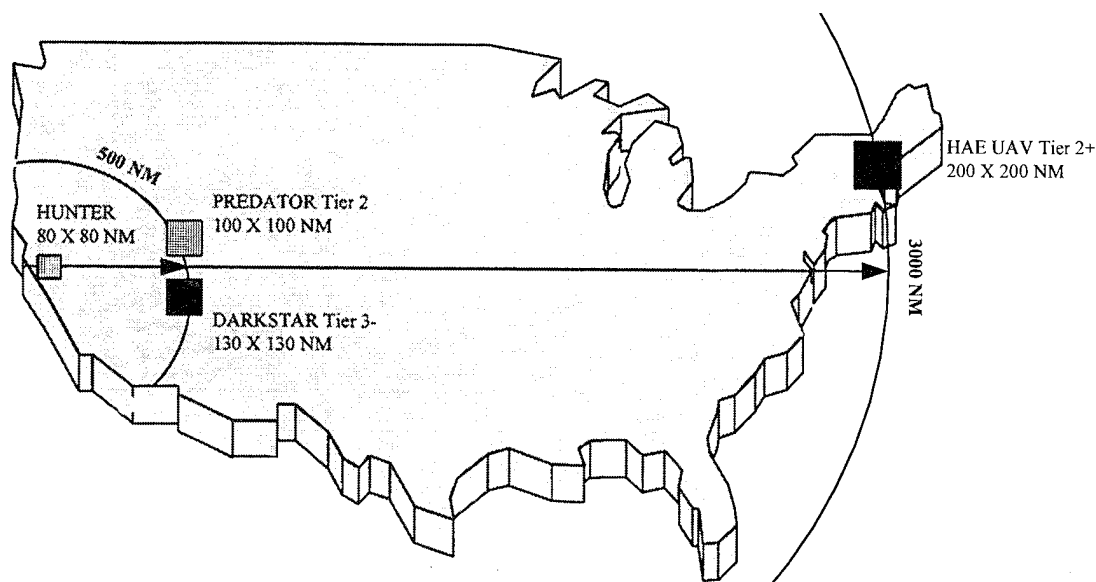 500 NM
HUNTER
80 X 80 NM
PREDATOR Tier 2
100 X 100 NM
DARKSTAR Tier 3-
130 X 130 NM
HAE UAV Tier 2+
200 X 200 NM
3000 NM